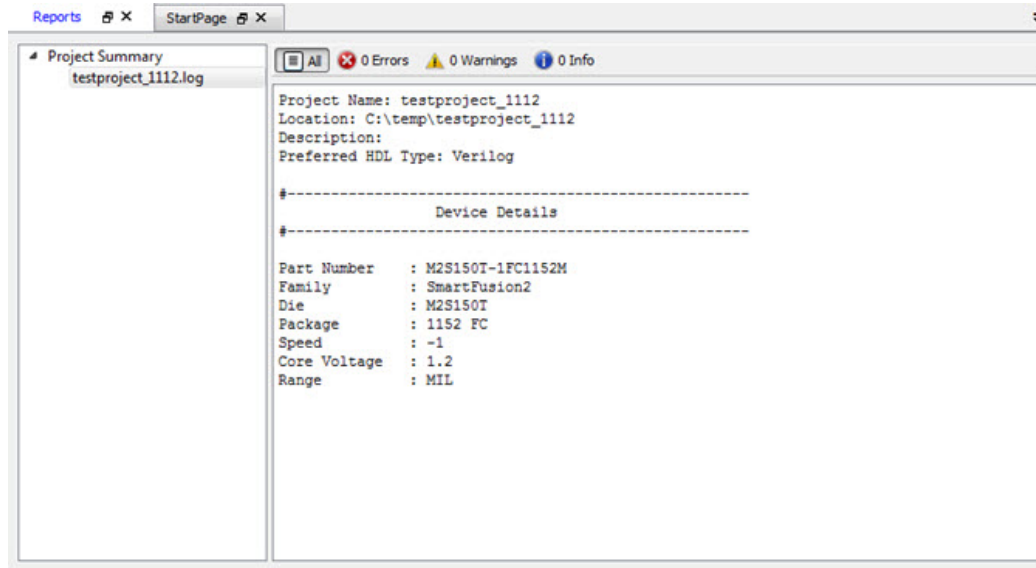 Reports StartPage
Project Summary
testproject_1112.log
All 0 Errors 0 Warnings 0 Info
Project Name: testproject_1112
Location: C:\temp\testproject_1112
Description:
Preferred HDL Type: Verilog
#-----------------------------------------------------
Device Details
#-----------------------------------------------------
Part Number : M2S150T-1FC1152M
Family : SmartFusion2
Die : M2S150T
Package : 1152 FC
Speed : -1
Core Voltage : 1.2
Range : MIL